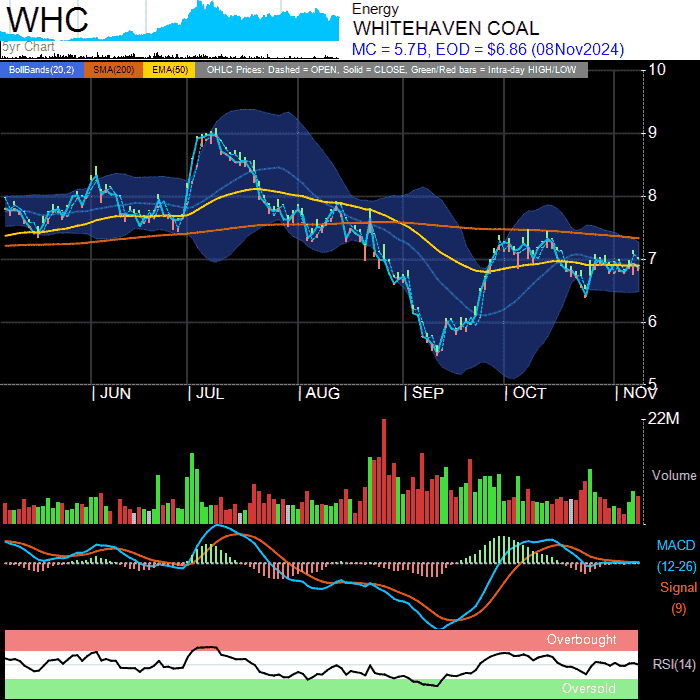 WHC
5yr Chart
Energy
WHITEHAVEN COAL
MC = 5.7B, EOD = $6.86 (08Nov2024)
BollBands(20,2) SMA(200) EMA(50) OHLC Prices: Dashed = OPEN, Solid = CLOSE, Green/Red bars = Intra-day HIGH/LOW
10
9
8
7
6
5
JUN JUL AUG SEP OCT NOV
22M
Volume
MACD
(12-26)
Signal
(9)
Overbought
RSI(14)
Oversold